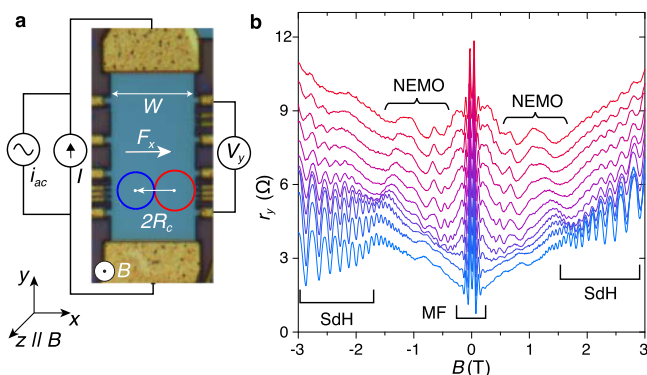 a
W
F_x
i_ac
I
V_y
2R_c
B
y
x
z // B
b
r_y (Ω)
12
9
6
3
0
NEMO
NEMO
SdH
MF
SdH
-3 -2 -1 0 1 2 3
B(T)